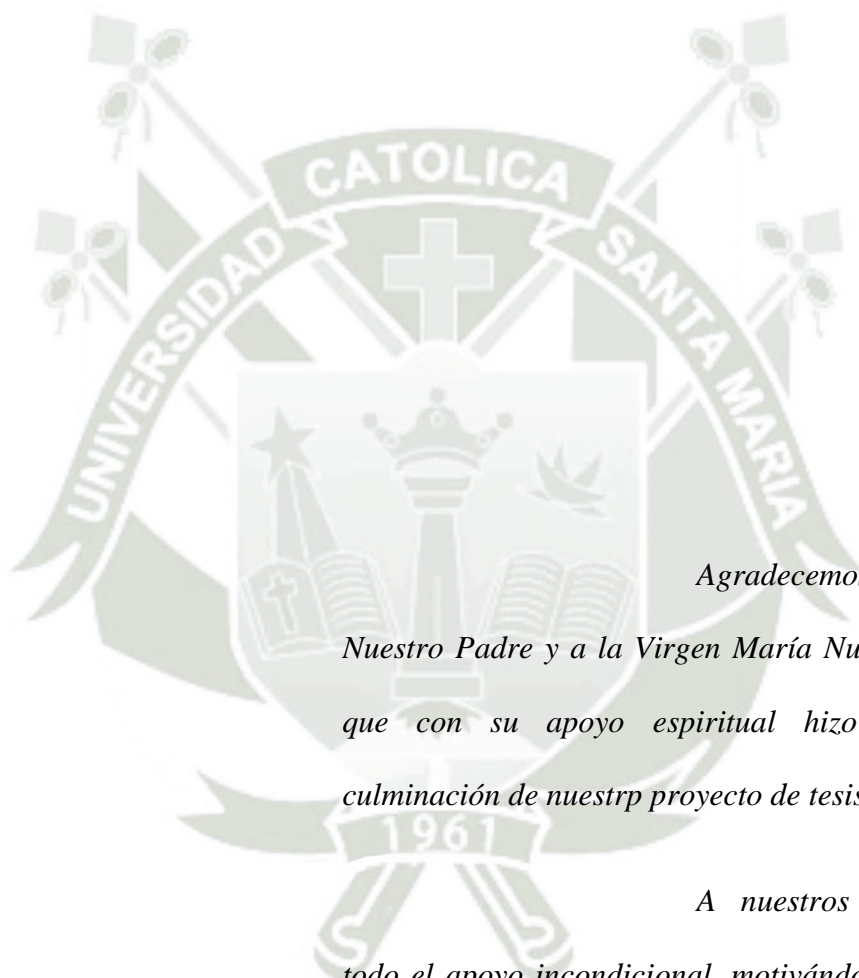 UNIVERSIDAD CATOLICA SANTA MARIA
Agradecemos
Nuestro Padre y a la Virgen María Nu
que con su apoyo espiritual hizo
culminación de nuestrp proyecto de tesis
1961
A nuestros
todo el apoyo incondicional, motivándo